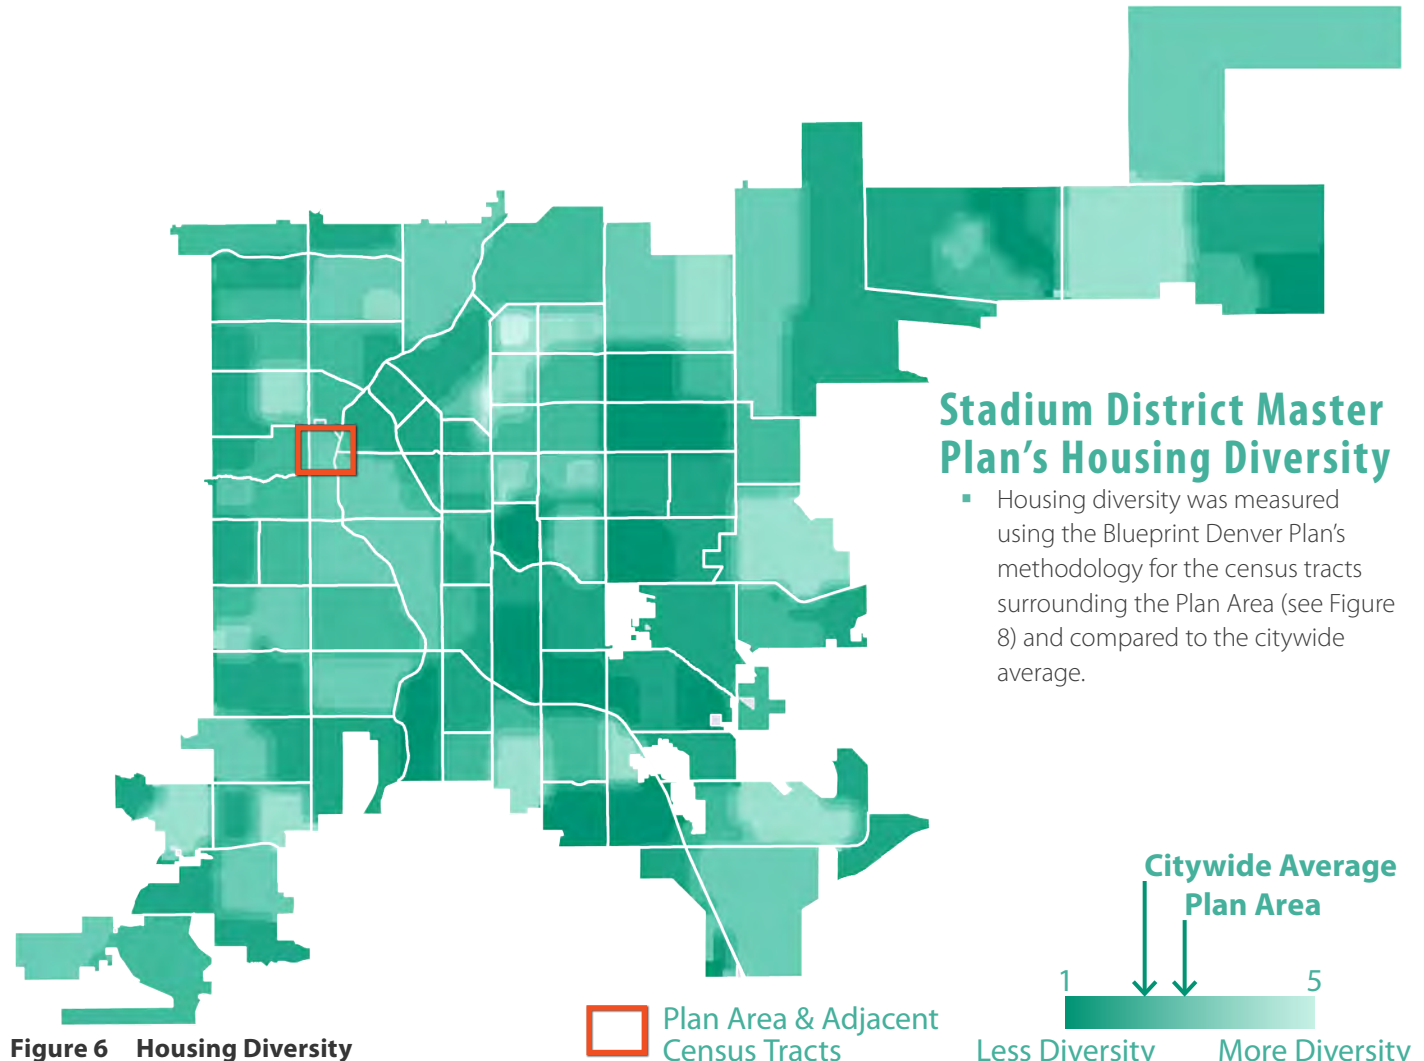 Stadium District Master
Plan’s Housing Diversity
▪ Housing diversity was measured
using the Blueprint Denver Plan’s
methodology for the census tracts
surrounding the Plan Area (see Figure
8) and compared to the citywide
average.
Citywide Average
Plan Area
1 5
Less Diversity More Diversity
Plan Area & Adjacent
Census Tracts
Figure 6 Housing Diversity